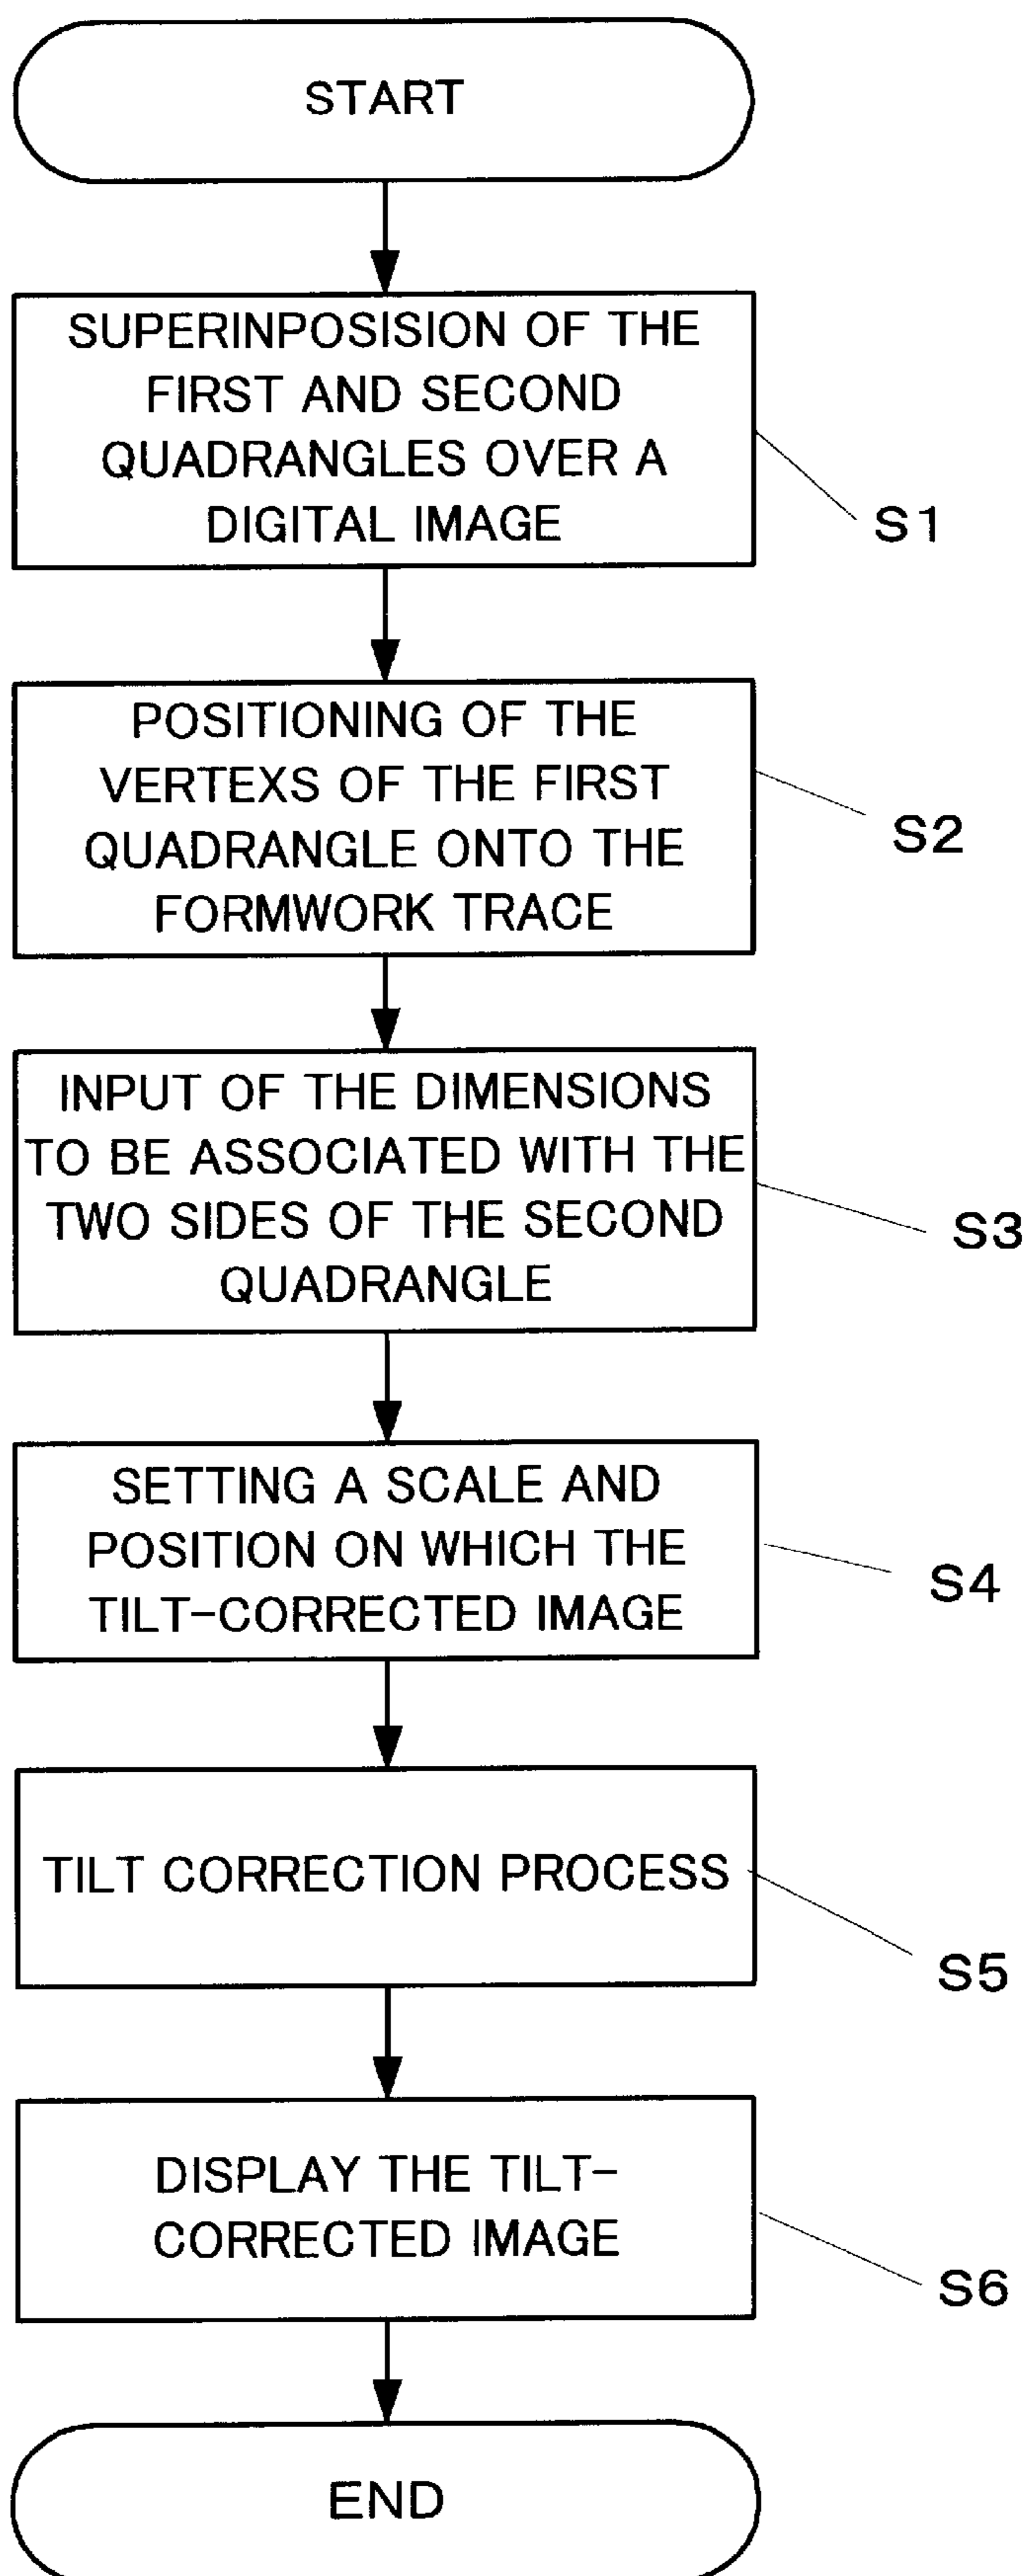 START
SUPERINPOSISION OF THE
FIRST AND SECOND
QUADRANGLES OVER A
DIGITAL IMAGE
S1
POSITIONING OF THE
VERTEXS OF THE FIRST
QUADRANGLE ONTO THE
FORMWORK TRACE
S2
INPUT OF THE DIMENSIONS
TO BE ASSOCIATED WITH THE
TWO SIDES OF THE SECOND
QUADRANGLE
S3
SETTING A SCALE AND
POSITION ON WHICH THE
TILT-CORRECTED IMAGE
S4
TILT CORRECTION PROCESS
S5
DISPLAY THE TILT-
CORRECTED IMAGE
S6
END